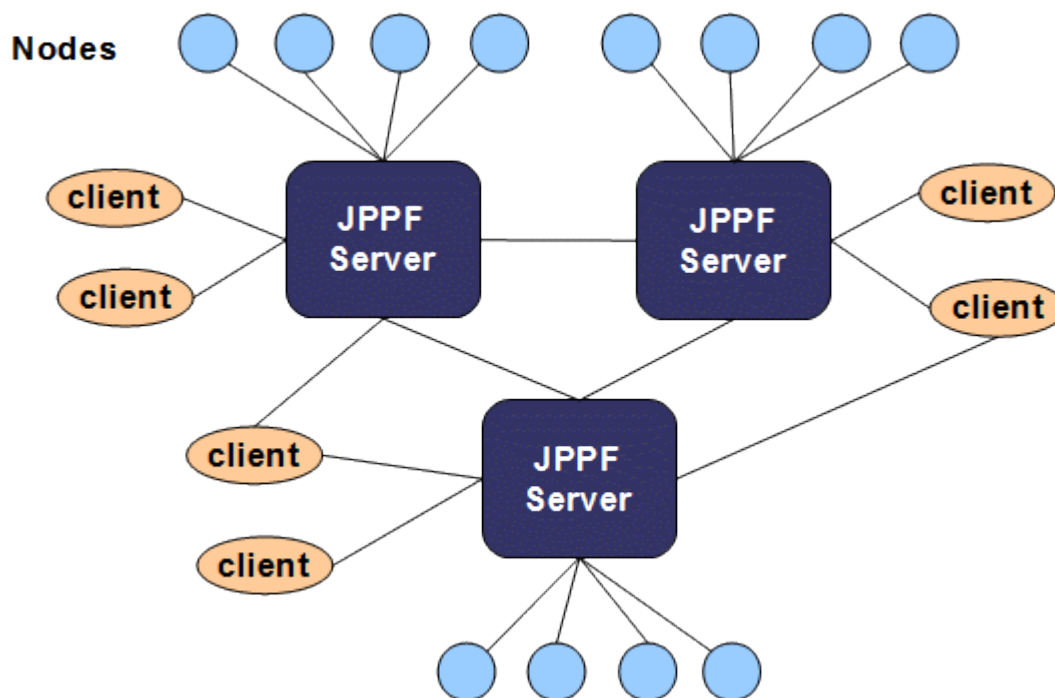 Nodes
client
client
JPPF
Server
JPPF
Server
client
client
client
client
JPPF
Server